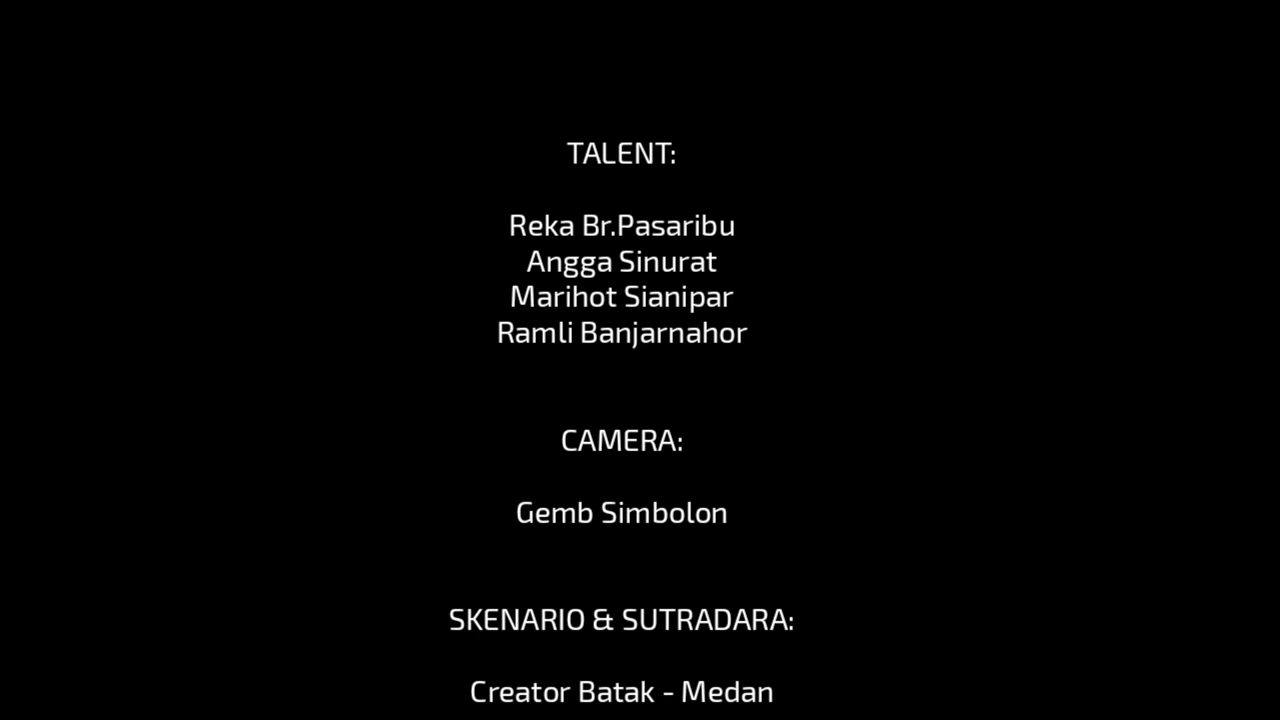 TALENT:
Reka Br.Pasaribu
Angga Sinurat
Marihot Sianipar
Ramli Banjarnahor
CAMERA:
Gemb Simbolon
SKENARIO & SUTRADARA:
Creator Batak - Medan